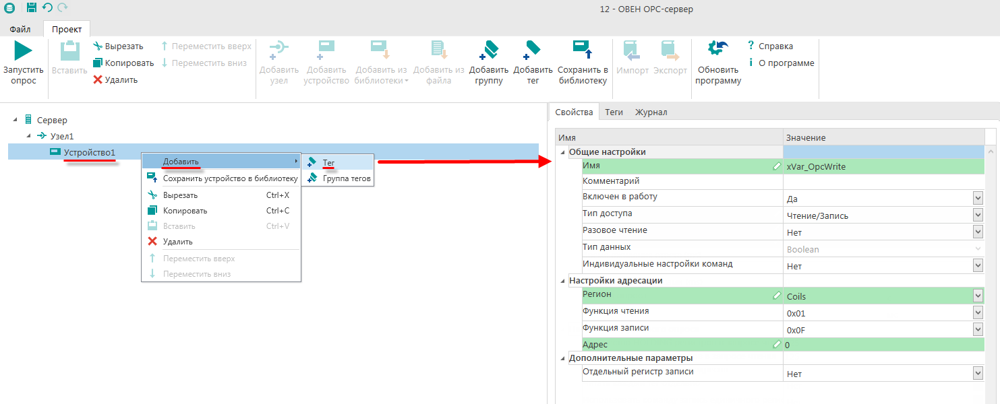 12 - ОВЕН OPC-сервер
Файл
Проект
Запустить опрос
Вставить
Вырезать
Копировать
Удалить
Переместить вверх
Переместить вниз
Добавить узел
Добавить устройство
Добавить из библиотеки
Добавить из файла
Добавить группу
Добавить тег
Сохранить в библиотеку
Импорт
Экспорт
Обновить программу
? Справка
i О программе
Сервер
Узел1
Устройство1
Добавить
Сохранить устройство в библиотеку
Вырезать Ctrl+X
Копировать Ctrl+C
Вставить Ctrl+V
Удалить
Переместить вверх
Переместить вниз
Тег
Группа тегов
Свойства Теги Журнал
Имя Значение
Общие настройки
Имя xVar_OpcWrite
Комментарий
Включен в работу Да
Тип доступа Чтение/Запись
Разовое чтение Нет
Тип данных Boolean
Индивидуальные настройки команд Нет
Настройки адресации
Регион Coils
Функция чтения 0x01
Функция записи 0x0F
Адрес 0
Дополнительные параметры
Отдельный регистр записи Нет